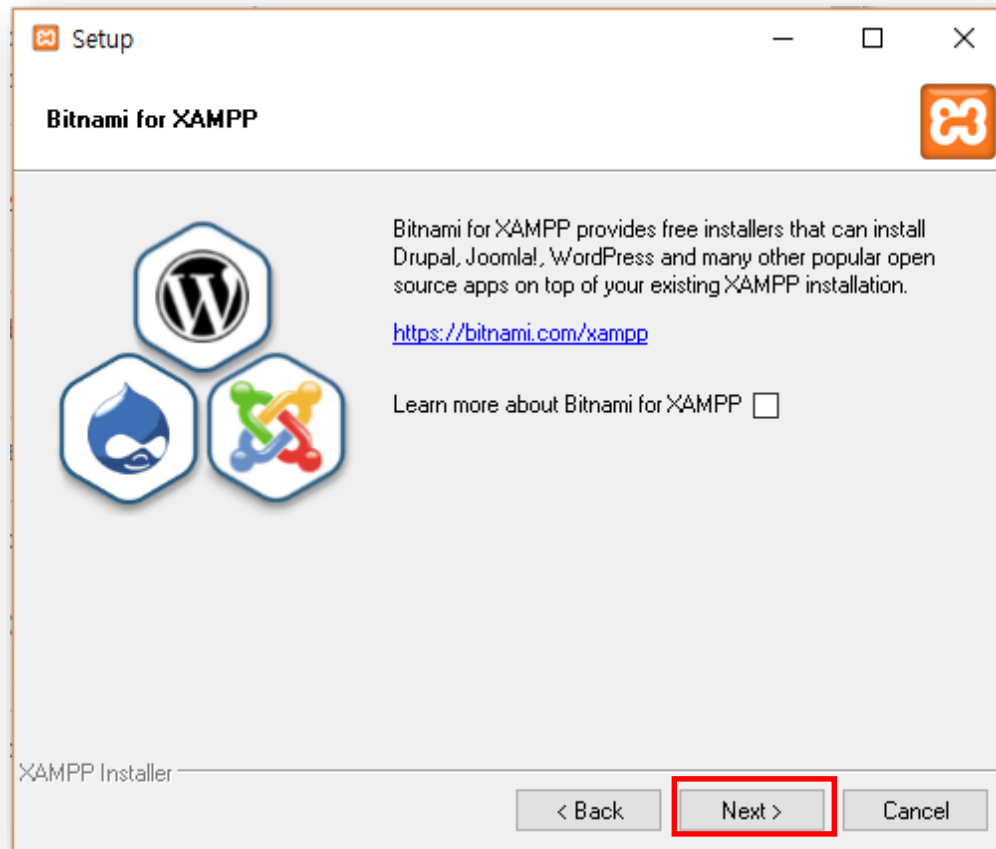 Setup
Bitnami for XAMPP
Bitnami for XAMPP provides free installers that can install
Drupal, Joomla!, WordPress and many other popular open
source apps on top of your existing XAMPP installation.
https://bitnami.com/xampp
Learn more about Bitnami for XAMPP
XAMPP Installer
< Back
Next >
Cancel